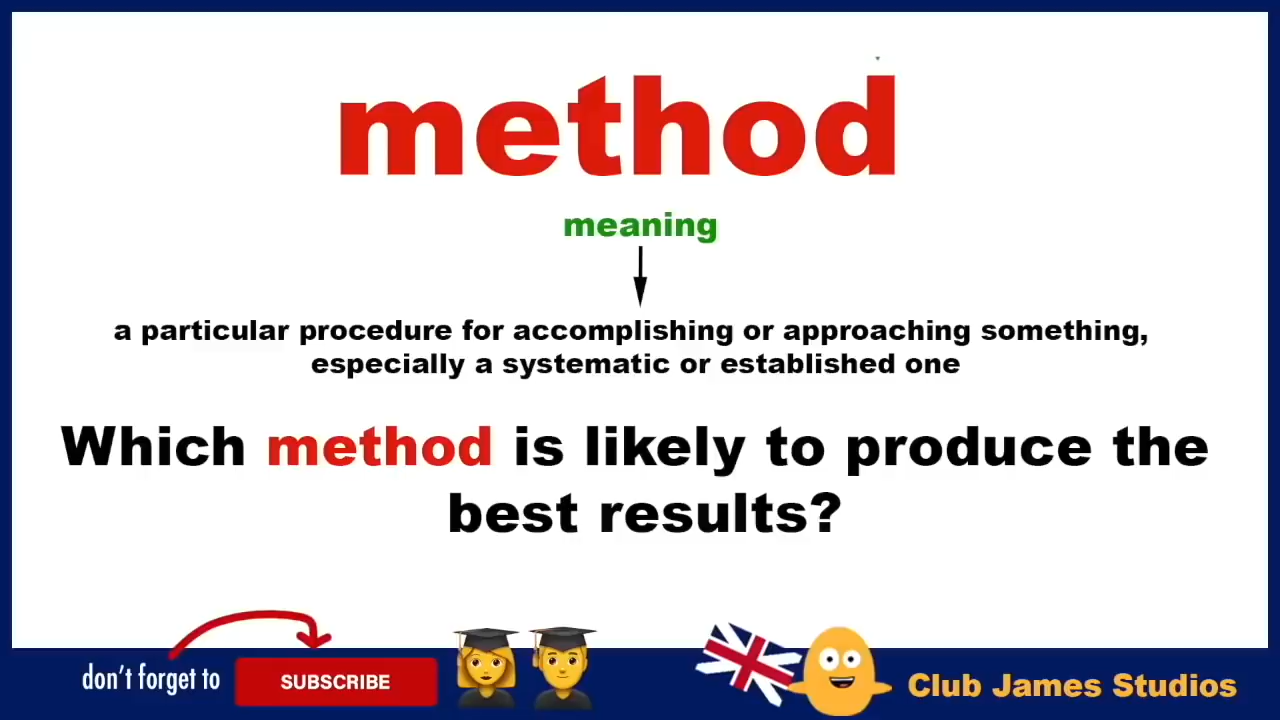 method
meaning
a particular procedure for accomplishing or approaching something,
especially a systematic or established one
Which method is likely to produce the
best results?
don't forget to
SUBSCRIBE
Club James Studios